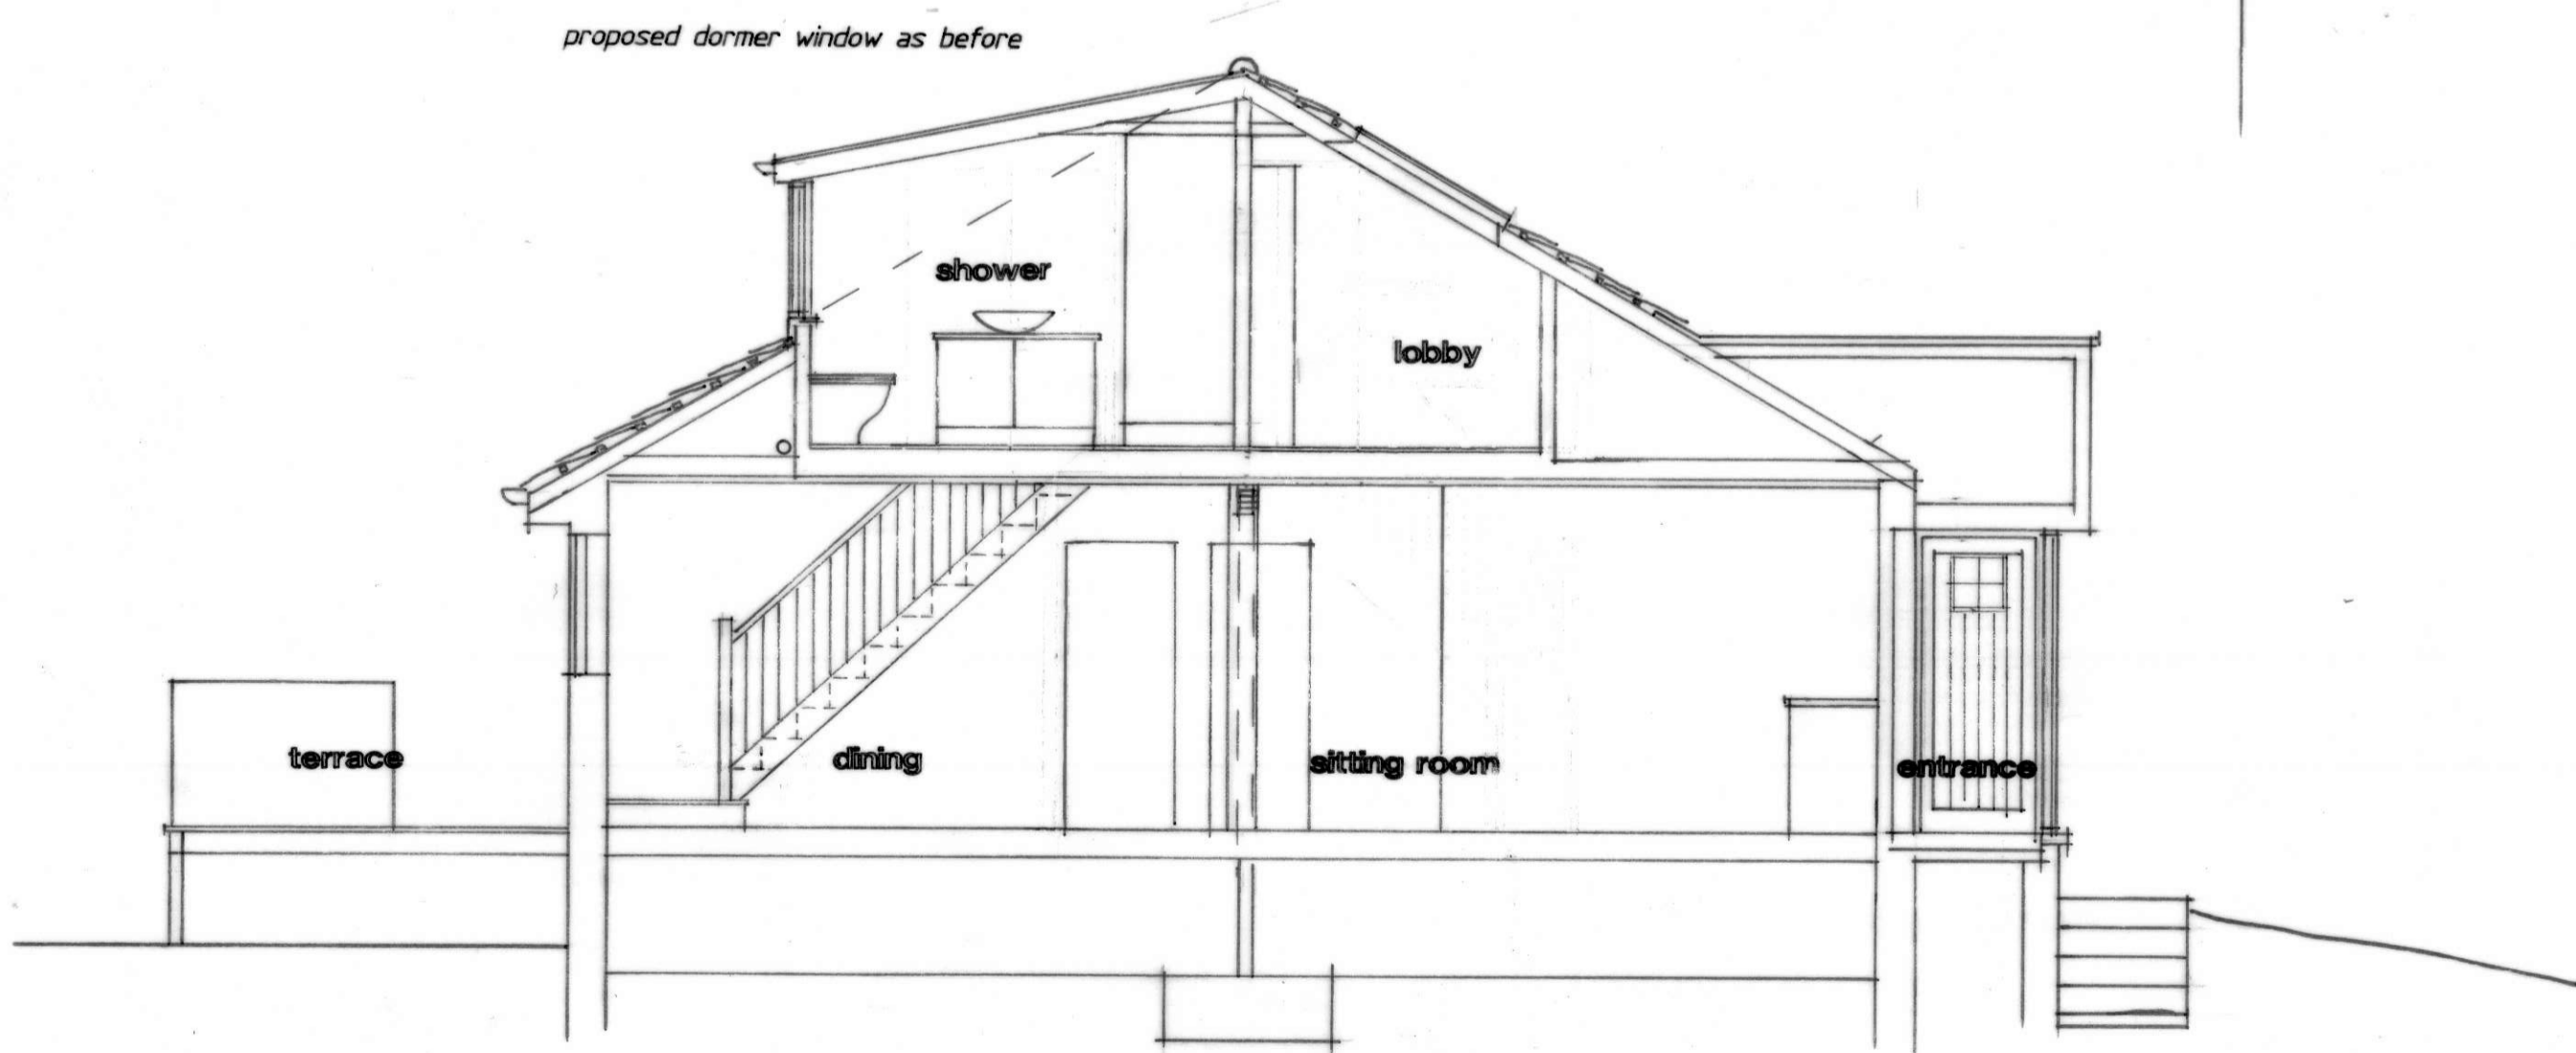 proposed dormer window as before
shower
lobby
terrace
dining
sitting room
entrance